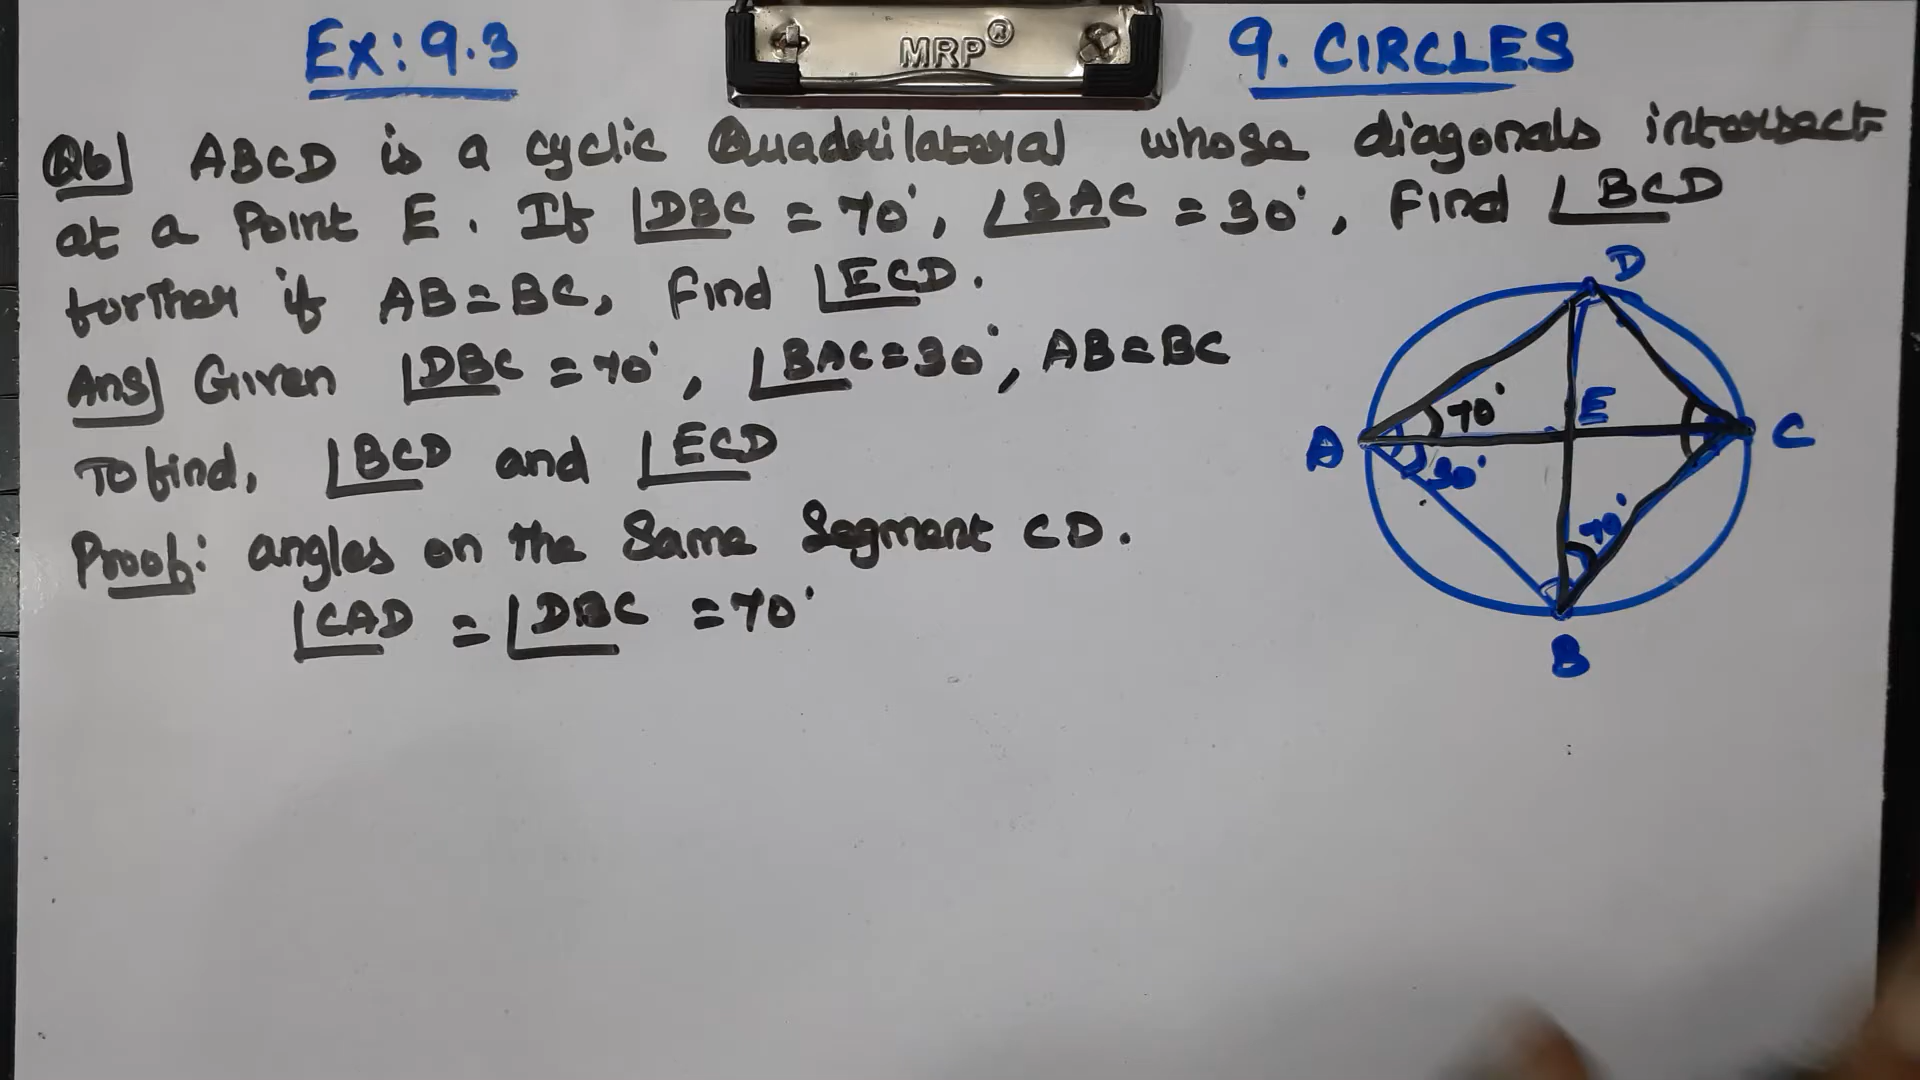 Ex: 9.3
MRP®
9. CIRCLES
Q6] ABCD is a cyclic Quadrilateral whose diagonals intersect
at a Point E. If ∠DBC = 70°, ∠BAC = 30°, Find ∠BCD
further if AB = BC, Find ∠ECD.
Ans] Given ∠DBC = 70°, ∠BAC = 30°, AB = BC
To find, ∠BCD and ∠ECD
Proof: angles on the Same Segment CD.
∠CAD = ∠DBC = 70°
D
70°
E
A
C
30°
70°
B